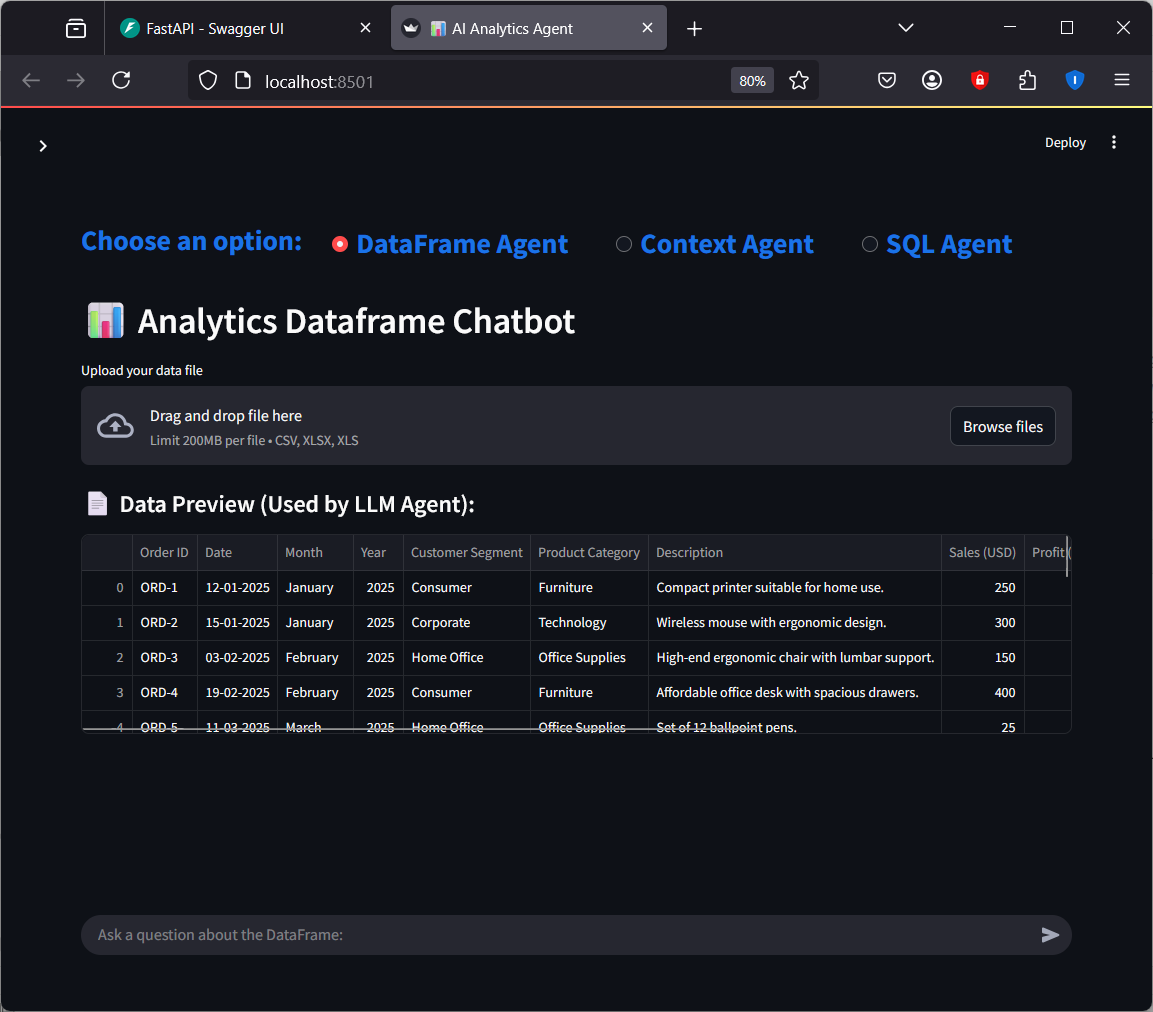 FastAPI - Swagger UI
AI Analytics Agent
localhost:8501
80%
Deploy
Choose an option: DataFrame Agent Context Agent SQL Agent
Analytics Dataframe Chatbot
Upload your data file
Drag and drop file here
Limit 200MB per file • CSV, XLSX, XLS
Browse files
Data Preview (Used by LLM Agent):
Order ID Date Month Year Customer Segment Product Category Description Sales (USD) Profit (
0 ORD-1 12-01-2025 January 2025 Consumer Furniture Compact printer suitable for home use. 250
1 ORD-2 15-01-2025 January 2025 Corporate Technology Wireless mouse with ergonomic design. 300
2 ORD-3 03-02-2025 February 2025 Home Office Office Supplies High-end ergonomic chair with lumbar support. 150
3 ORD-4 19-02-2025 February 2025 Consumer Furniture Affordable office desk with spacious drawers. 400
4 ORD-5 11-03-2025 March 2025 Home Office Office Supplies Set of 12 ballpoint pens. 25
Ask a question about the DataFrame: